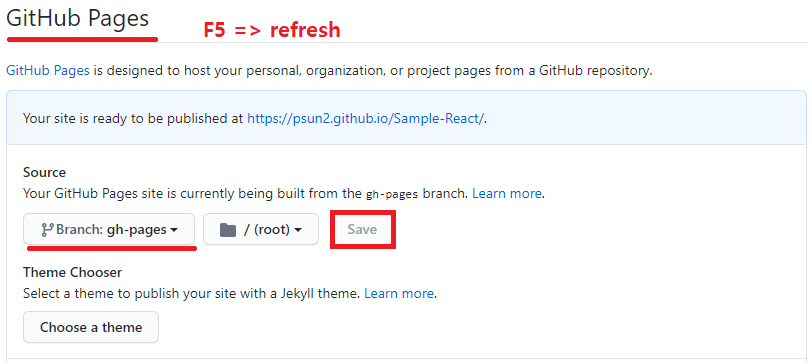 GitHub Pages
F5 => refresh
GitHub Pages is designed to host your personal, organization, or project pages from a GitHub repository.
Your site is ready to be published at https://psun2.github.io/Sample-React/.
Source
Your GitHub Pages site is currently being built from the gh-pages branch. Learn more.
Branch: gh-pages
/ (root)
Save
Theme Chooser
Select a theme to publish your site with a Jekyll theme. Learn more.
Choose a theme